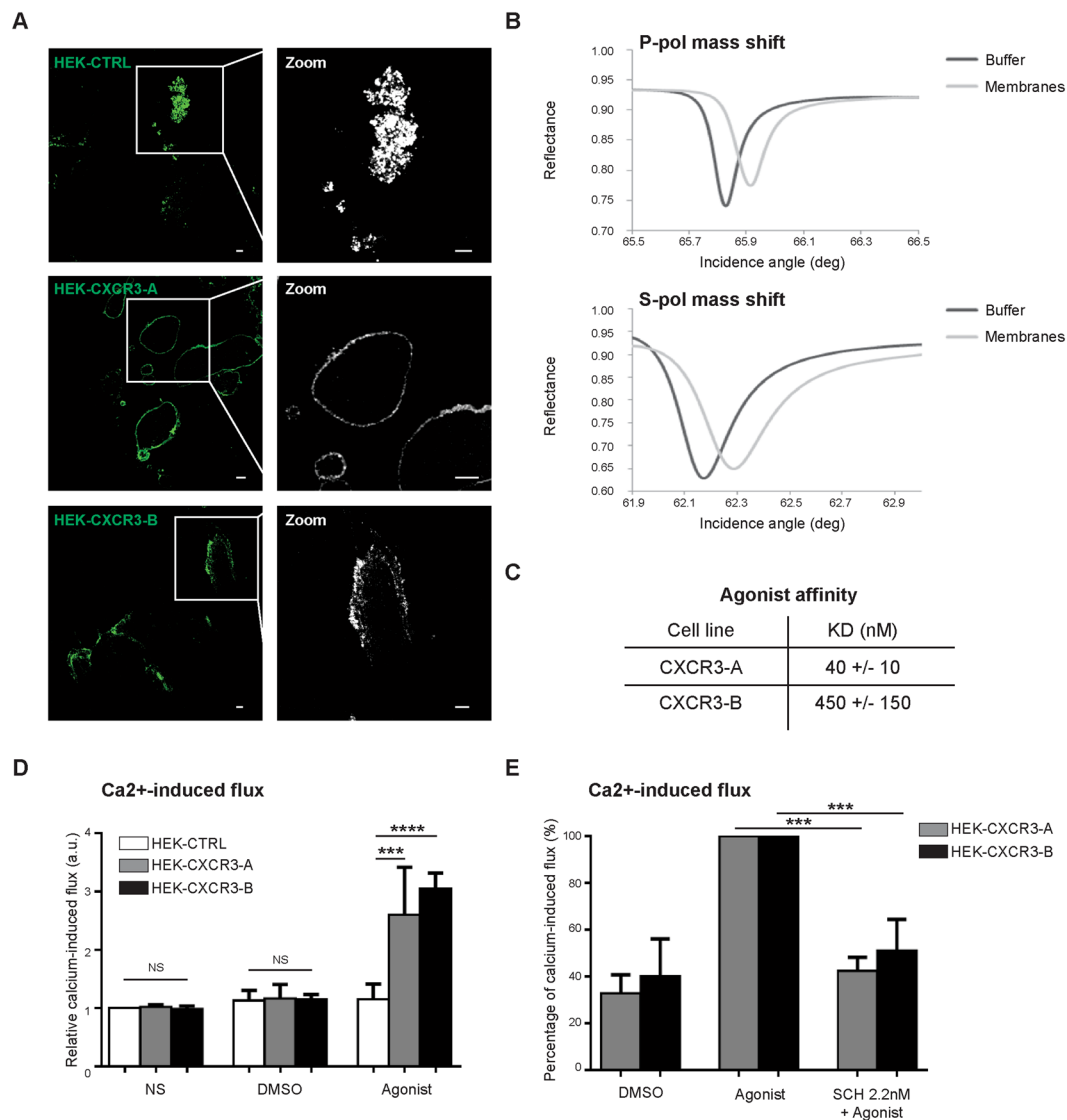 A
HEK-CTRL
Zoom
HEK-CXCR3-A
Zoom
HEK-CXCR3-B
Zoom
B
P-pol mass shift
Buffer
Membranes
Reflectance
1.00
0.95
0.90
0.85
0.80
0.75
0.70
65.5 65.7 65.9 66.1 66.3 66.5
Incidence angle (deg)
S-pol mass shift
Buffer
Membranes
Reflectance
1.00
0.95
0.90
0.85
0.80
0.75
0.70
0.65
0.60
61.9 62.1 62.3 62.5 62.7 62.9
Incidence angle (deg)
C
Agonist affinity
Cell line KD (nM)
CXCR3-A 40 +/- 10
CXCR3-B 450 +/- 150
D
Ca2+-induced flux
Relative calcium-induced flux (a.u.)
4
3
2
1
0
HEK-CTRL
HEK-CXCR3-A
HEK-CXCR3-B
NS
NS
***
****
NS DMSO Agonist
E
Ca2+-induced flux
Percentage of calcium-induced flux (%)
100
80
60
40
20
0
***
***
HEK-CXCR3-A
HEK-CXCR3-B
DMSO Agonist SCH 2.2nM
+ Agonist